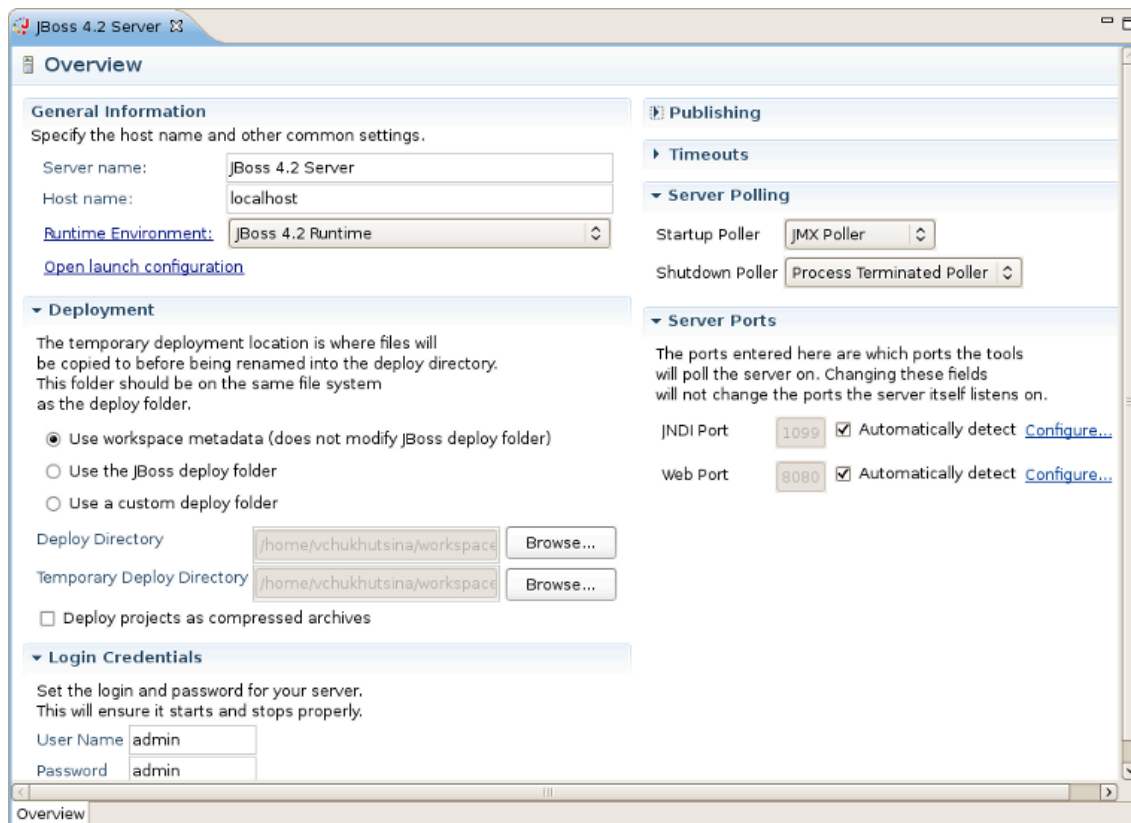 JBoss 4.2 Server
Overview
General Information
Specify the host name and other common settings.
Server name: JBoss 4.2 Server
Host name: localhost
Runtime Environment: JBoss 4.2 Runtime
Open launch configuration
Deployment
The temporary deployment location is where files will
be copied to before being renamed into the deploy directory.
This folder should be on the same file system
as the deploy folder.
Use workspace metadata (does not modify JBoss deploy folder)
Use the JBoss deploy folder
Use a custom deploy folder
Deploy Directory /home/vchukhutsina/workspace Browse...
Temporary Deploy Directory /home/vchukhutsina/workspace Browse...
Deploy projects as compressed archives
Login Credentials
Set the login and password for your server.
This will ensure it starts and stops properly.
User Name admin
Password admin
Publishing
Timeouts
Server Polling
Startup Poller JMX Poller
Shutdown Poller Process Terminated Poller
Server Ports
The ports entered here are which ports the tools
will poll the server on. Changing these fields
will not change the ports the server itself listens on.
JNDI Port 1099 Automatically detect Configure...
Web Port 8080 Automatically detect Configure...
Overview